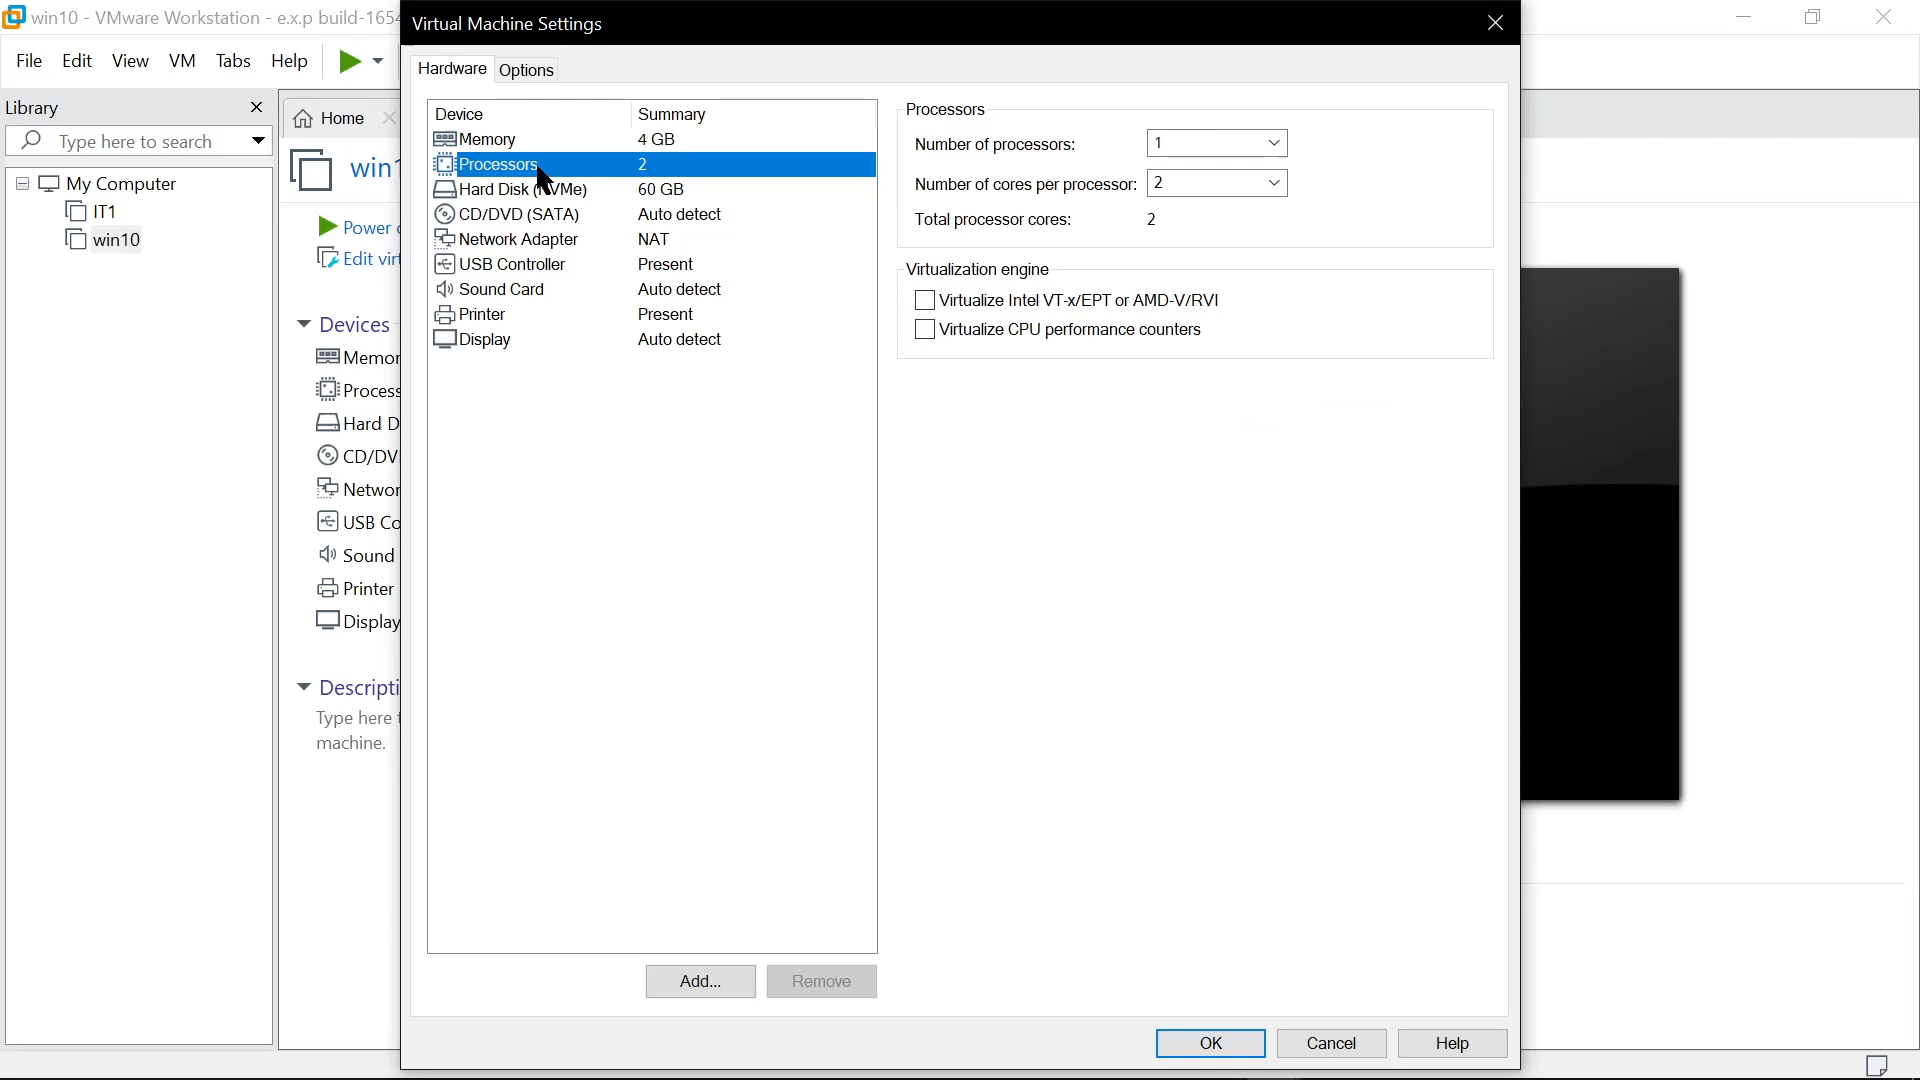 win10 - VMware Workstation - e.x.p build-1654
File Edit View VM Tabs Help
Library
Type here to search
My Computer
IT1
win10
Home
win1
Power
Edit virt
Devices
Memor
Process
Hard D
CD/DV
Networ
USB Co
Sound
Printer
Display
Descripti
Type here t
machine.
Virtual Machine Settings
Hardware Options
Device Summary
Memory 4 GB
Processors 2
Hard Disk (NVMe) 60 GB
CD/DVD (SATA) Auto detect
Network Adapter NAT
USB Controller Present
Sound Card Auto detect
Printer Present
Display Auto detect
Add... Remove
Processors
Number of processors: 1
Number of cores per processor: 2
Total processor cores: 2
Virtualization engine
Virtualize Intel VT-x/EPT or AMD-V/RVI
Virtualize CPU performance counters
OK Cancel Help